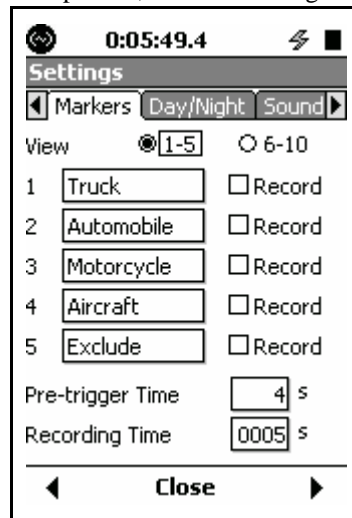 0:05:49.4
Settings
Markers Day/Night Sound
View 1-5 6-10
1 Truck Record
2 Automobile Record
3 Motorcycle Record
4 Aircraft Record
5 Exclude Record
Pre-trigger Time 4 s
Recording Time 0005 s
Close